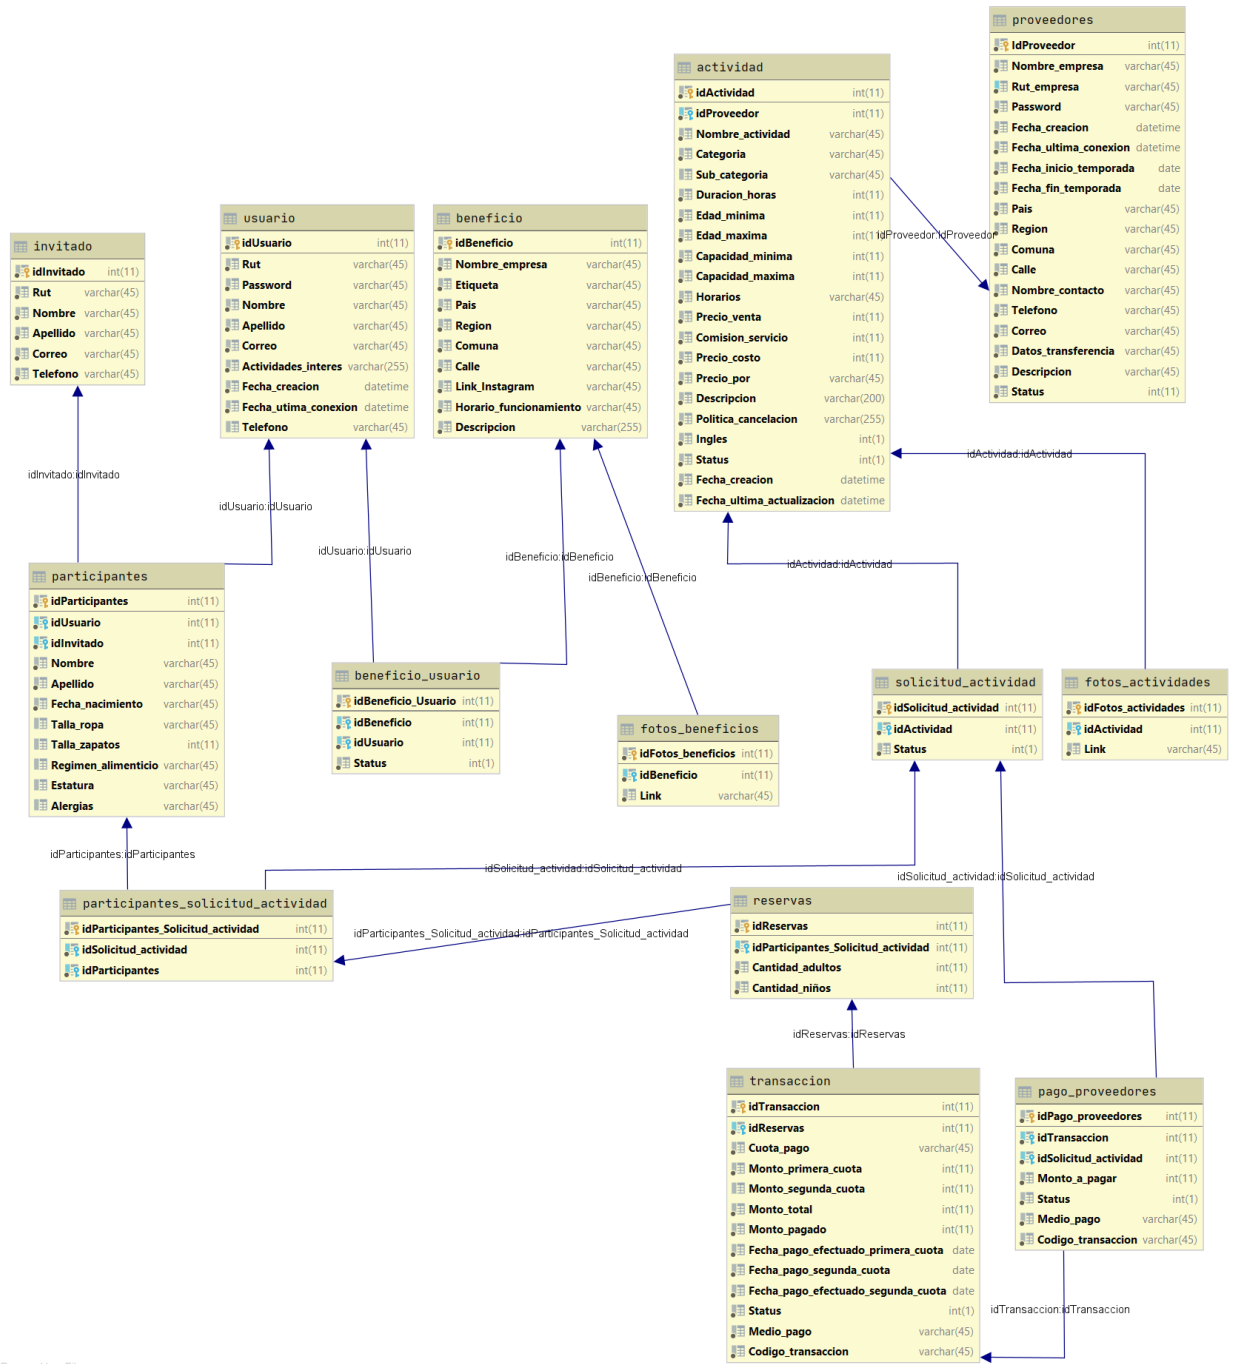 proveedores
IdProveedor int(11)
Nombre_empresa varchar(45)
Rut_empresa varchar(45)
Password varchar(45)
Fecha_creacion datetime
Fecha_ultima_conexion datetime
Fecha_inicio_temporada date
Fecha_fin_temporada date
Pais varchar(45)
Region varchar(45)
Comuna varchar(45)
Calle varchar(45)
Nombre_contacto varchar(45)
Telefono varchar(45)
Correo varchar(45)
Datos_transferencia varchar(45)
Descripcion varchar(45)
Status int(11)
actividad
idActividad int(11)
idProveedor int(11)
Nombre_actividad varchar(45)
Categoria varchar(45)
Sub_categoria varchar(45)
Duracion_horas int(11)
Edad_minima int(11)
Edad_maxima int(11)
Capacidad_minima int(11)
Capacidad_maxima int(11)
Horarios varchar(45)
Precio_venta int(11)
Comision_servicio int(11)
Precio_costo int(11)
Precio_por varchar(45)
Descripcion varchar(200)
Politica_cancelacion varchar(255)
Ingles int(1)
Status int(1)
Fecha_creacion datetime
Fecha_ultima_actualizacion datetime
idProveedor:IdProveedor
usuario
idUsuario int(11)
Rut varchar(45)
Password varchar(45)
Nombre varchar(45)
Apellido varchar(45)
Correo varchar(45)
Actividades_interes varchar(255)
Fecha_creacion datetime
Fecha_utima_conexion datetime
Telefono varchar(45)
beneficio
idBeneficio int(11)
Nombre_empresa varchar(45)
Etiqueta varchar(45)
Pais varchar(45)
Region varchar(45)
Comuna varchar(45)
Calle varchar(45)
Link_Instagram varchar(45)
Horario_funcionamiento varchar(45)
Descripcion varchar(255)
invitado
idInvitado int(11)
Rut varchar(45)
Nombre varchar(45)
Apellido varchar(45)
Correo varchar(45)
Telefono varchar(45)
idActividad:idActividad
idInvitado:idInvitado
idUsuario:idUsuario
idUsuario:idUsuario
idBeneficio:idBeneficio
idBeneficio:idBeneficio
idActividad:idActividad
participantes
idParticipantes int(11)
idUsuario int(11)
idInvitado int(11)
Nombre varchar(45)
Apellido varchar(45)
Fecha_nacimiento varchar(45)
Talla_ropa varchar(45)
Talla_zapatos int(11)
Regimen_alimenticio varchar(45)
Estatura varchar(45)
Alergias varchar(45)
beneficio_usuario
idBeneficio_Usuario int(11)
idBeneficio int(11)
idUsuario int(11)
Status int(1)
fotos_beneficios
idFotos_beneficios int(11)
idBeneficio int(11)
Link varchar(45)
solicitud_actividad
idSolicitud_actividad int(11)
idActividad int(11)
Status int(1)
fotos_actividades
idFotos_actividades int(11)
idActividad int(11)
Link varchar(45)
idParticipantes:idParticipantes
idSolicitud_actividad:idSolicitud_actividad
idSolicitud_actividad:idSolicitud_actividad
participantes_solicitud_actividad
idParticipantes_Solicitud_actividad int(11)
idSolicitud_actividad int(11)
idParticipantes int(11)
idParticipantes_Solicitud_actividad:idParticipantes_Solicitud_actividad
reservas
idReservas int(11)
idParticipantes_Solicitud_actividad int(11)
Cantidad_adultos int(11)
Cantidad_niños int(11)
idReservas:idReservas
transaccion
idTransaccion int(11)
idReservas int(11)
Cuota_pago varchar(45)
Monto_primera_cuota int(11)
Monto_segunda_cuota int(11)
Monto_total int(11)
Monto_pagado int(11)
Fecha_pago_efectuado_primera_cuota date
Fecha_pago_segunda_cuota date
Fecha_pago_efectuado_segunda_cuota date
Status int(1)
Medio_pago varchar(45)
Codigo_transaccion varchar(45)
pago_proveedores
idPago_proveedores int(11)
idTransaccion int(11)
idSolicitud_actividad int(11)
Monto_a_pagar int(11)
Status int(1)
Medio_pago varchar(45)
Codigo_transaccion varchar(45)
idTransaccion:idTransaccion